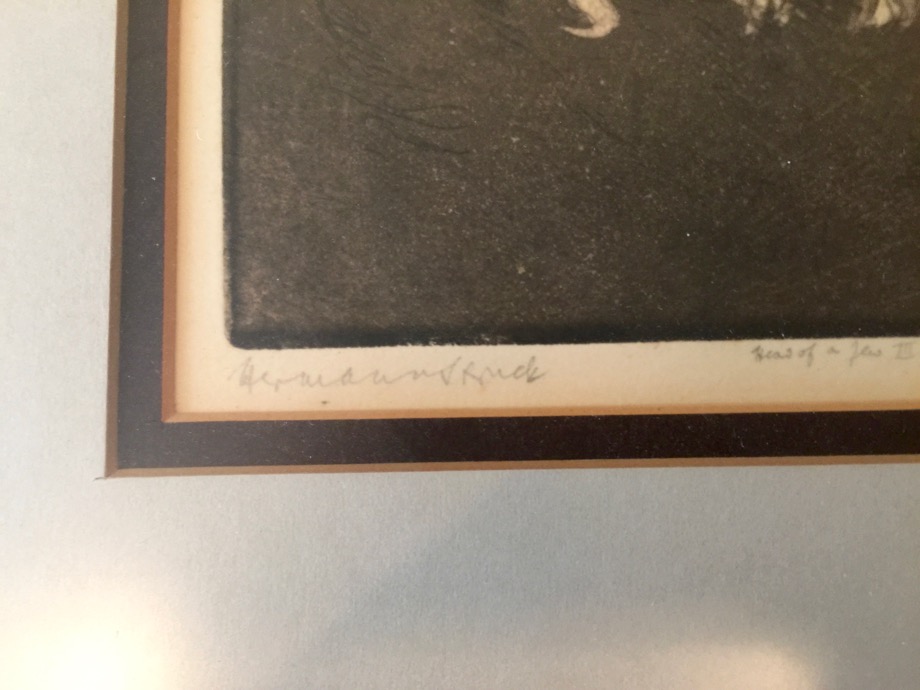 Hermann Struck
Head of a Jew III